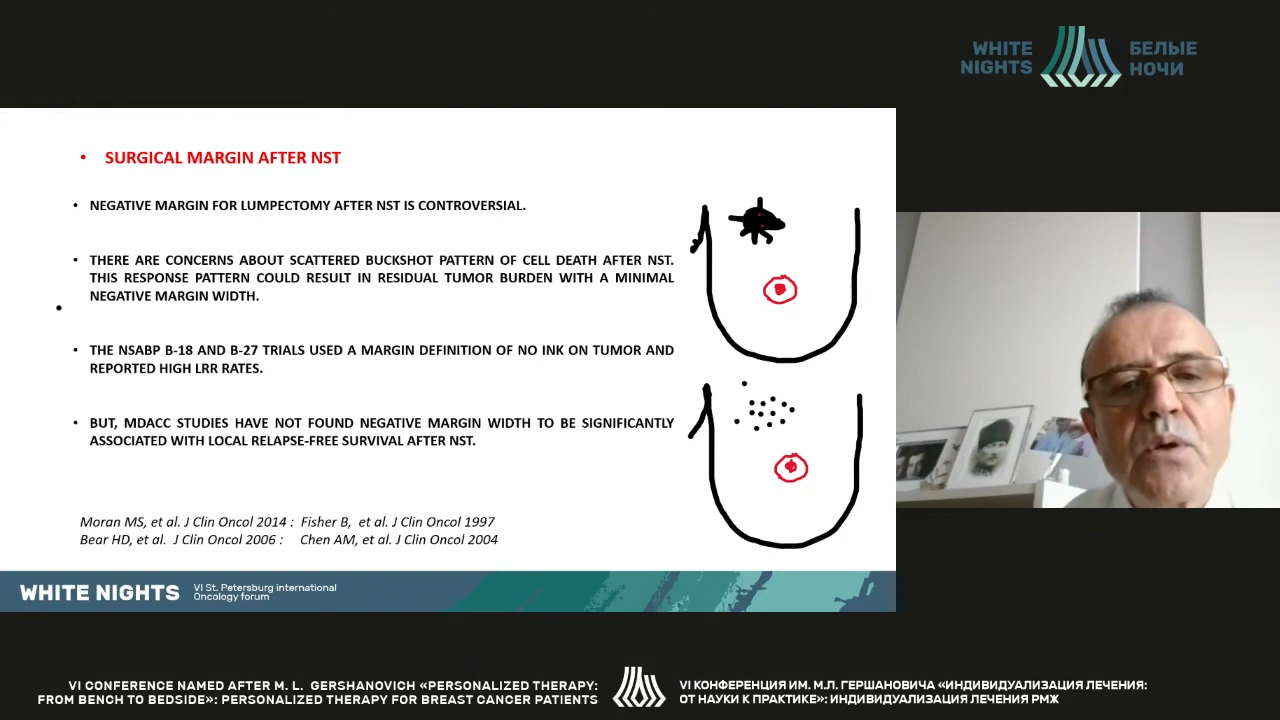 WHITE
NIGHTS
БЕЛЫЕ
НОЧИ
• SURGICAL MARGIN AFTER NST
• NEGATIVE MARGIN FOR LUMPECTOMY AFTER NST IS CONTROVERSIAL.
• THERE ARE CONCERNS ABOUT SCATTERED BUCKSHOT PATTERN OF CELL DEATH AFTER NST.
THIS RESPONSE PATTERN COULD RESULT IN RESIDUAL TUMOR BURDEN WITH A MINIMAL
NEGATIVE MARGIN WIDTH.
• THE NSABP B-18 AND B-27 TRIALS USED A MARGIN DEFINITION OF NO INK ON TUMOR AND
REPORTED HIGH LRR RATES.
• BUT, MDACC STUDIES HAVE NOT FOUND NEGATIVE MARGIN WIDTH TO BE SIGNIFICANTLY
ASSOCIATED WITH LOCAL RELAPSE-FREE SURVIVAL AFTER NST.
Moran MS, et al. J Clin Oncol 2014 : Fisher B, et al. J Clin Oncol 1997
Bear HD, et al. J Clin Oncol 2006 : Chen AM, et al. J Clin Oncol 2004
WHITE NIGHTS
VI St. Petersburg international
Oncology forum
VI CONFERENCE NAMED AFTER M. L. GERSHANOVICH «PERSONALIZED THERAPY:
FROM BENCH TO BEDSIDE»: PERSONALIZED THERAPY FOR BREAST CANCER PATIENTS
VI КОНФЕРЕНЦИЯ ИМ. М.Л. ГЕРШАНОВИЧА «ИНДИВИДУАЛИЗАЦИЯ ЛЕЧЕНИЯ:
ОТ НАУКИ К ПРАКТИКЕ»: ИНДИВИДУАЛИЗАЦИЯ ЛЕЧЕНИЯ РМЖ